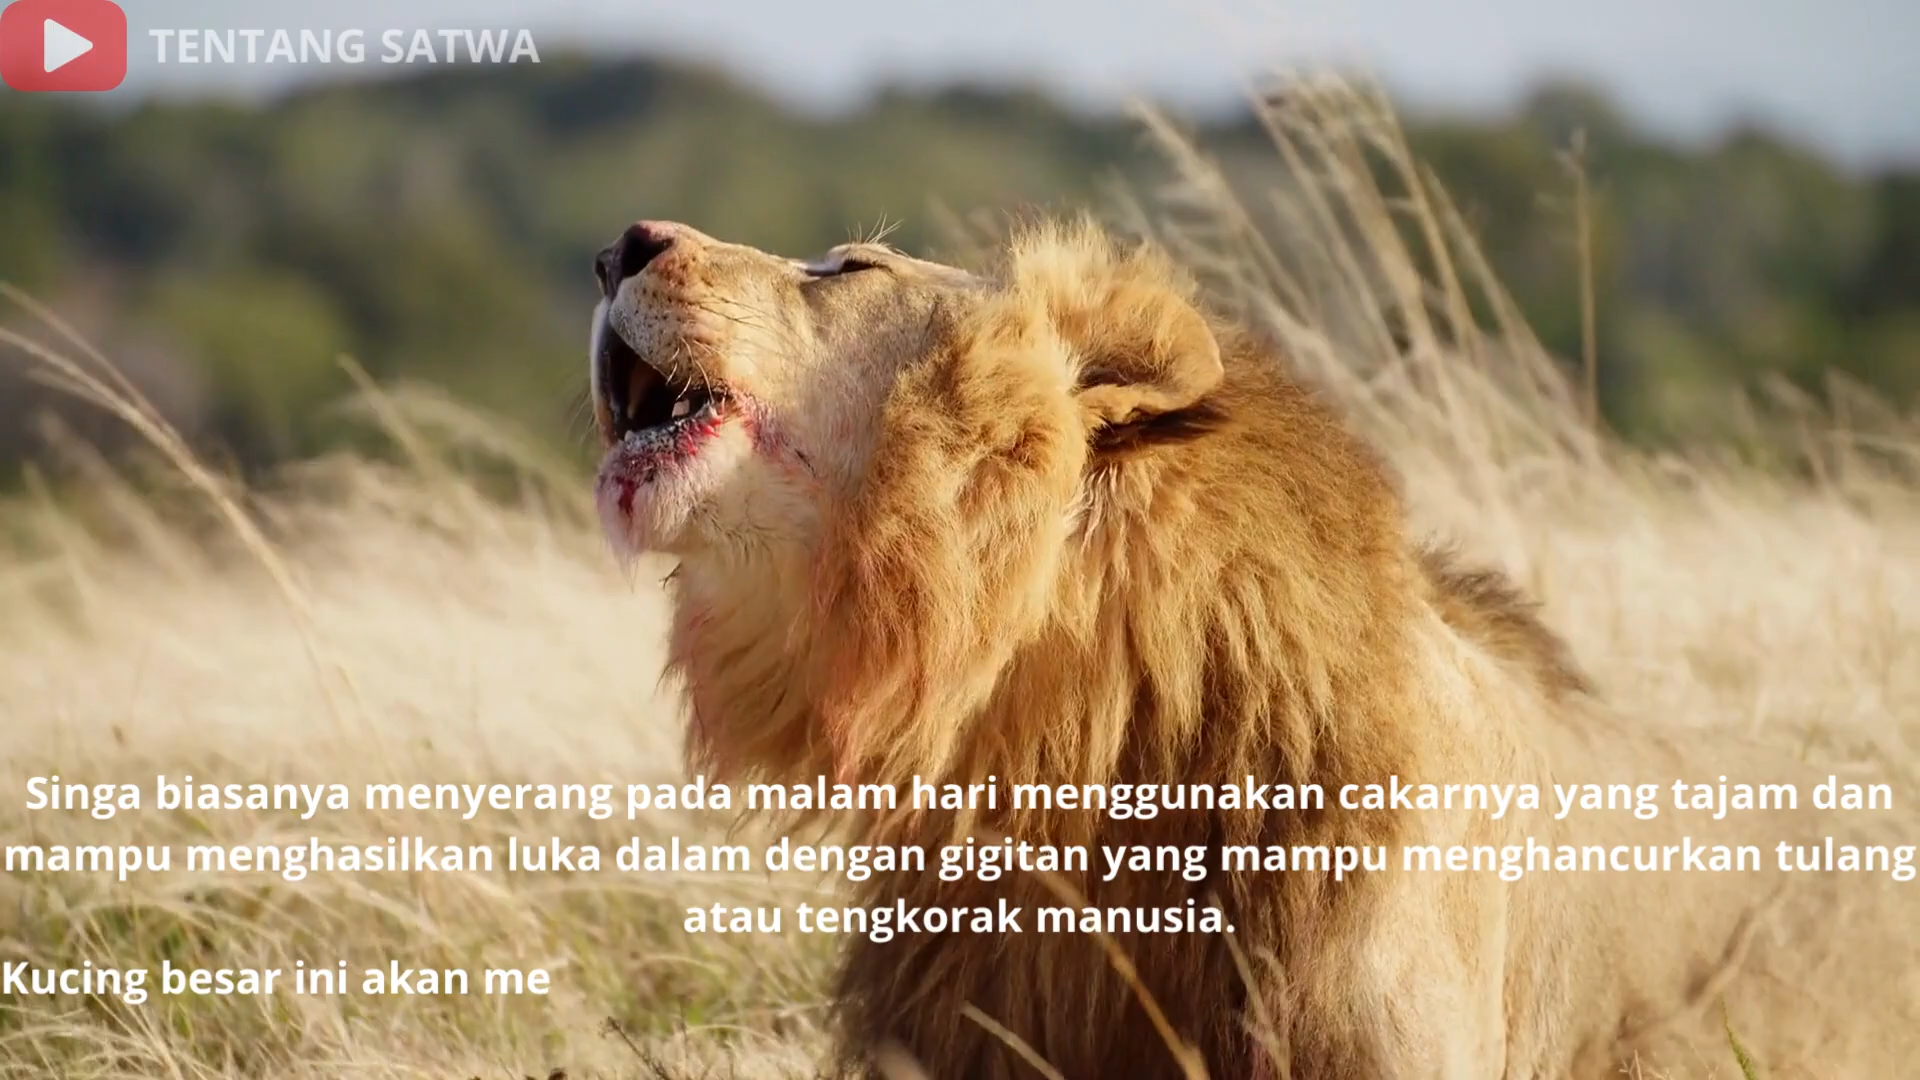 TENTANG SATWA
Singa biasanya menyerang pada malam hari menggunakan cakarnya yang tajam dan
mampu menghasilkan luka dalam dengan gigitan yang mampu menghancurkan tulang
atau tengkorak manusia.
Kucing besar ini akan me